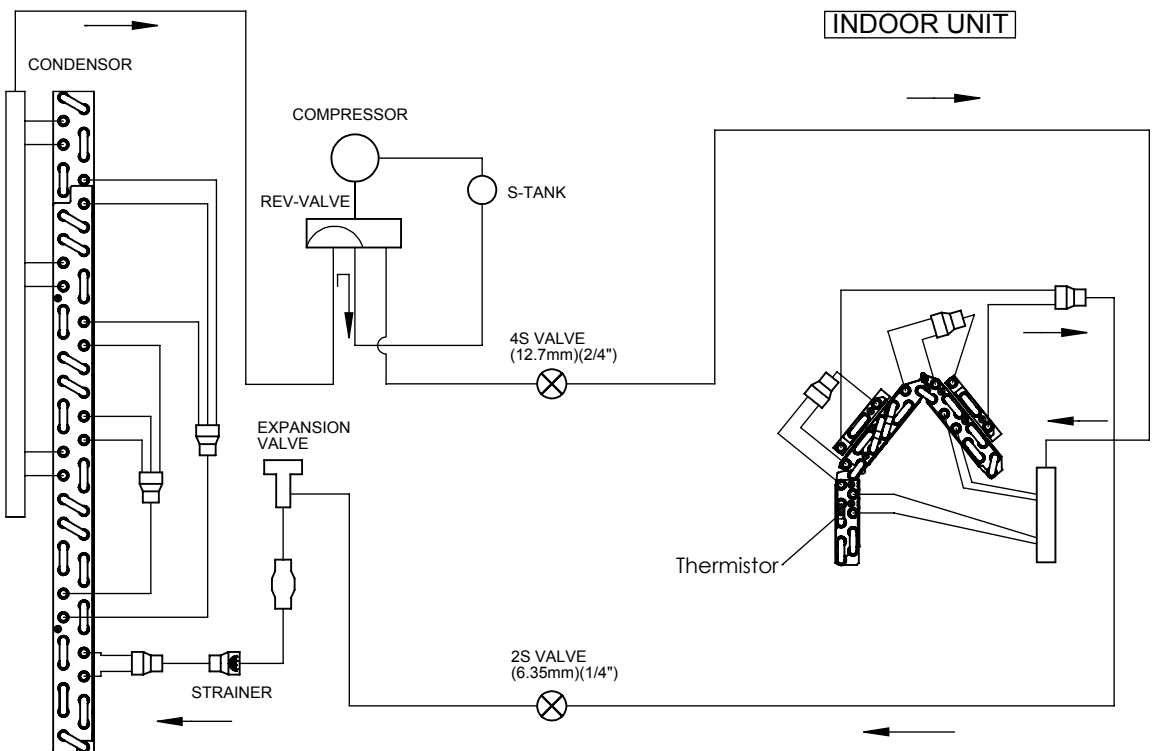 INDOOR UNIT
CONDENSOR
COMPRESSOR
S-TANK
REV-VALVE
4S VALVE
(12.7mm)(2/4")
EXPANSION
VALVE
Thermistor
2S VALVE
(6.35mm)(1/4")
STRAINER